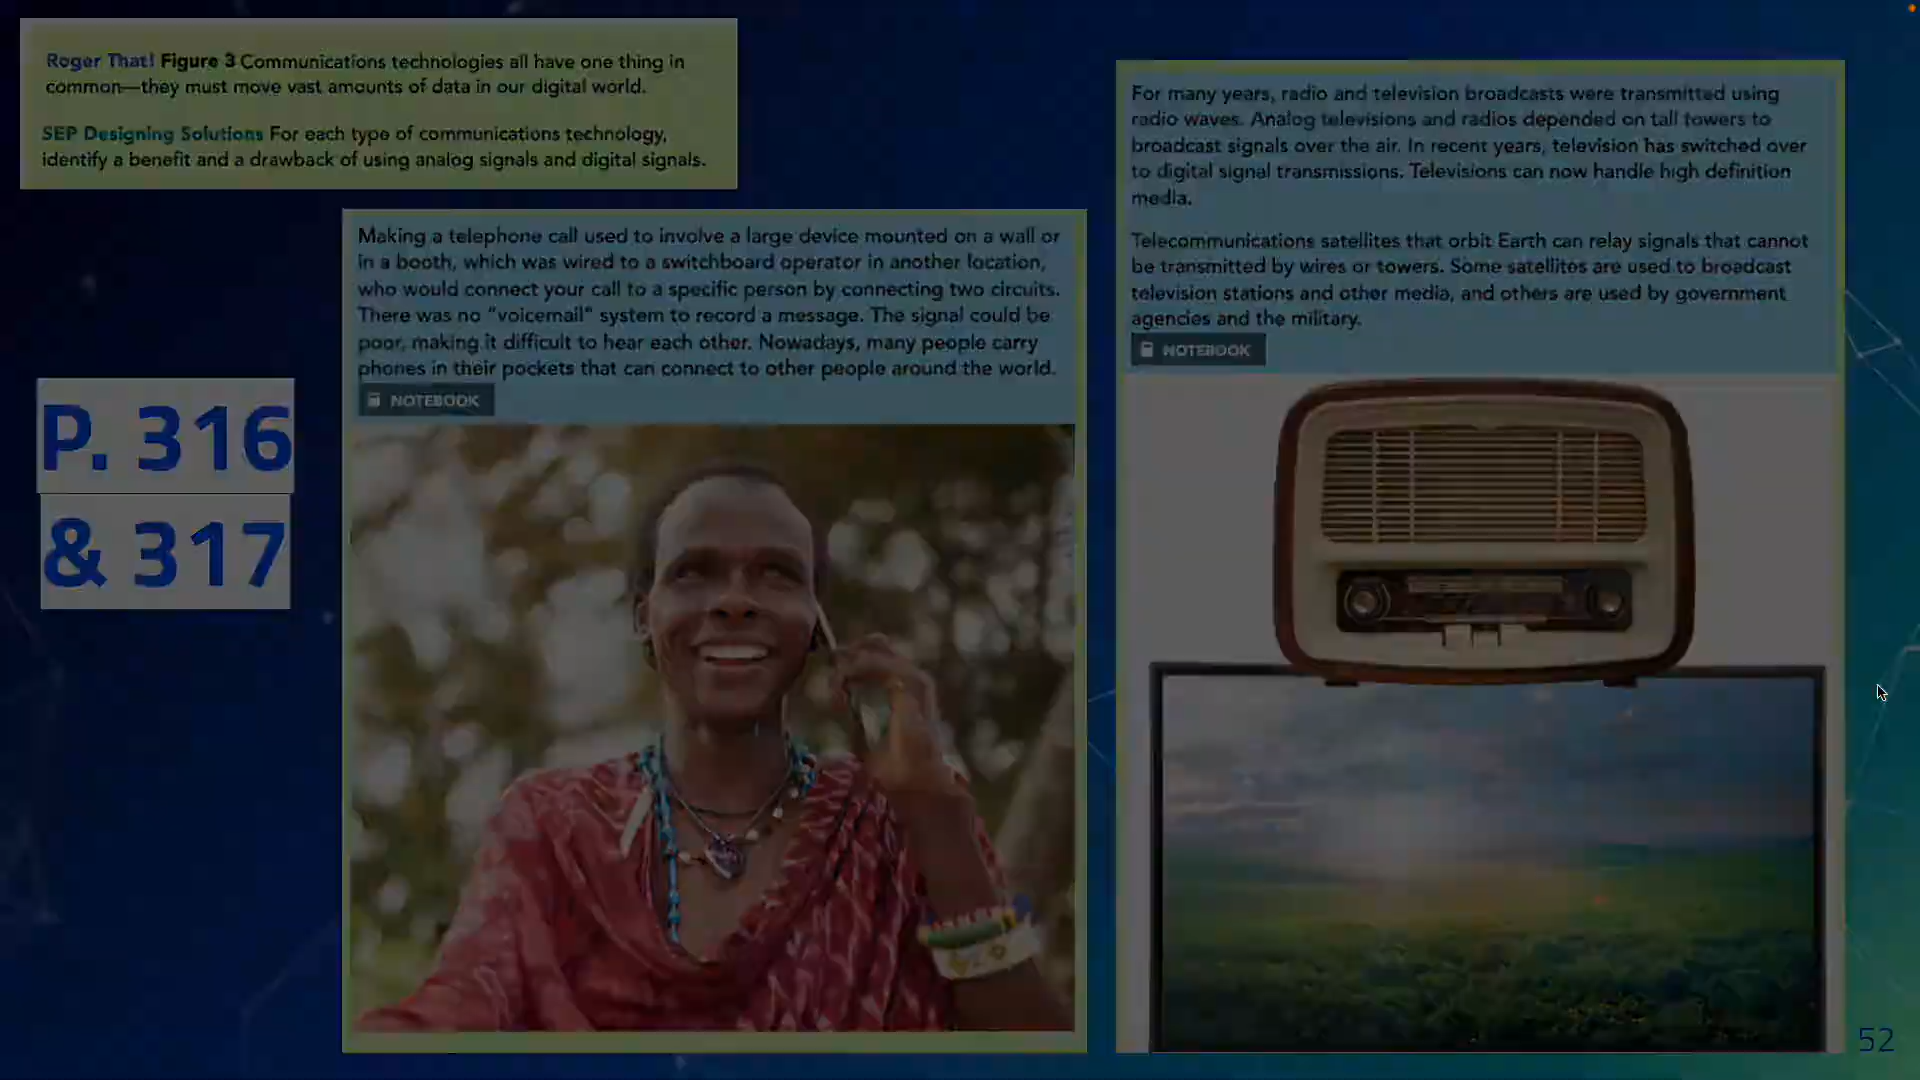 Roger That! Figure 3 Communications technologies all have one thing in
common—they must move vast amounts of data in our digital world.
SEP Designing Solutions For each type of communications technology,
identify a benefit and a drawback of using analog signals and digital signals.
P. 316
& 317
Making a telephone call used to involve a large device mounted on a wall or
in a booth, which was wired to a switchboard operator in another location,
who would connect your call to a specific person by connecting two circuits.
There was no "voicemail" system to record a message. The signal could be
poor, making it difficult to hear each other. Nowadays, many people carry
phones in their pockets that can connect to other people around the world.
NOTEBOOK
For many years, radio and television broadcasts were transmitted using
radio waves. Analog televisions and radios depended on tall towers to
broadcast signals over the air. In recent years, television has switched over
to digital signal transmissions. Televisions can now handle high definition
media.
Telecommunications satellites that orbit Earth can relay signals that cannot
be transmitted by wires or towers. Some satellites are used to broadcast
television stations and other media, and others are used by government
agencies and the military.
NOTEBOOK
52